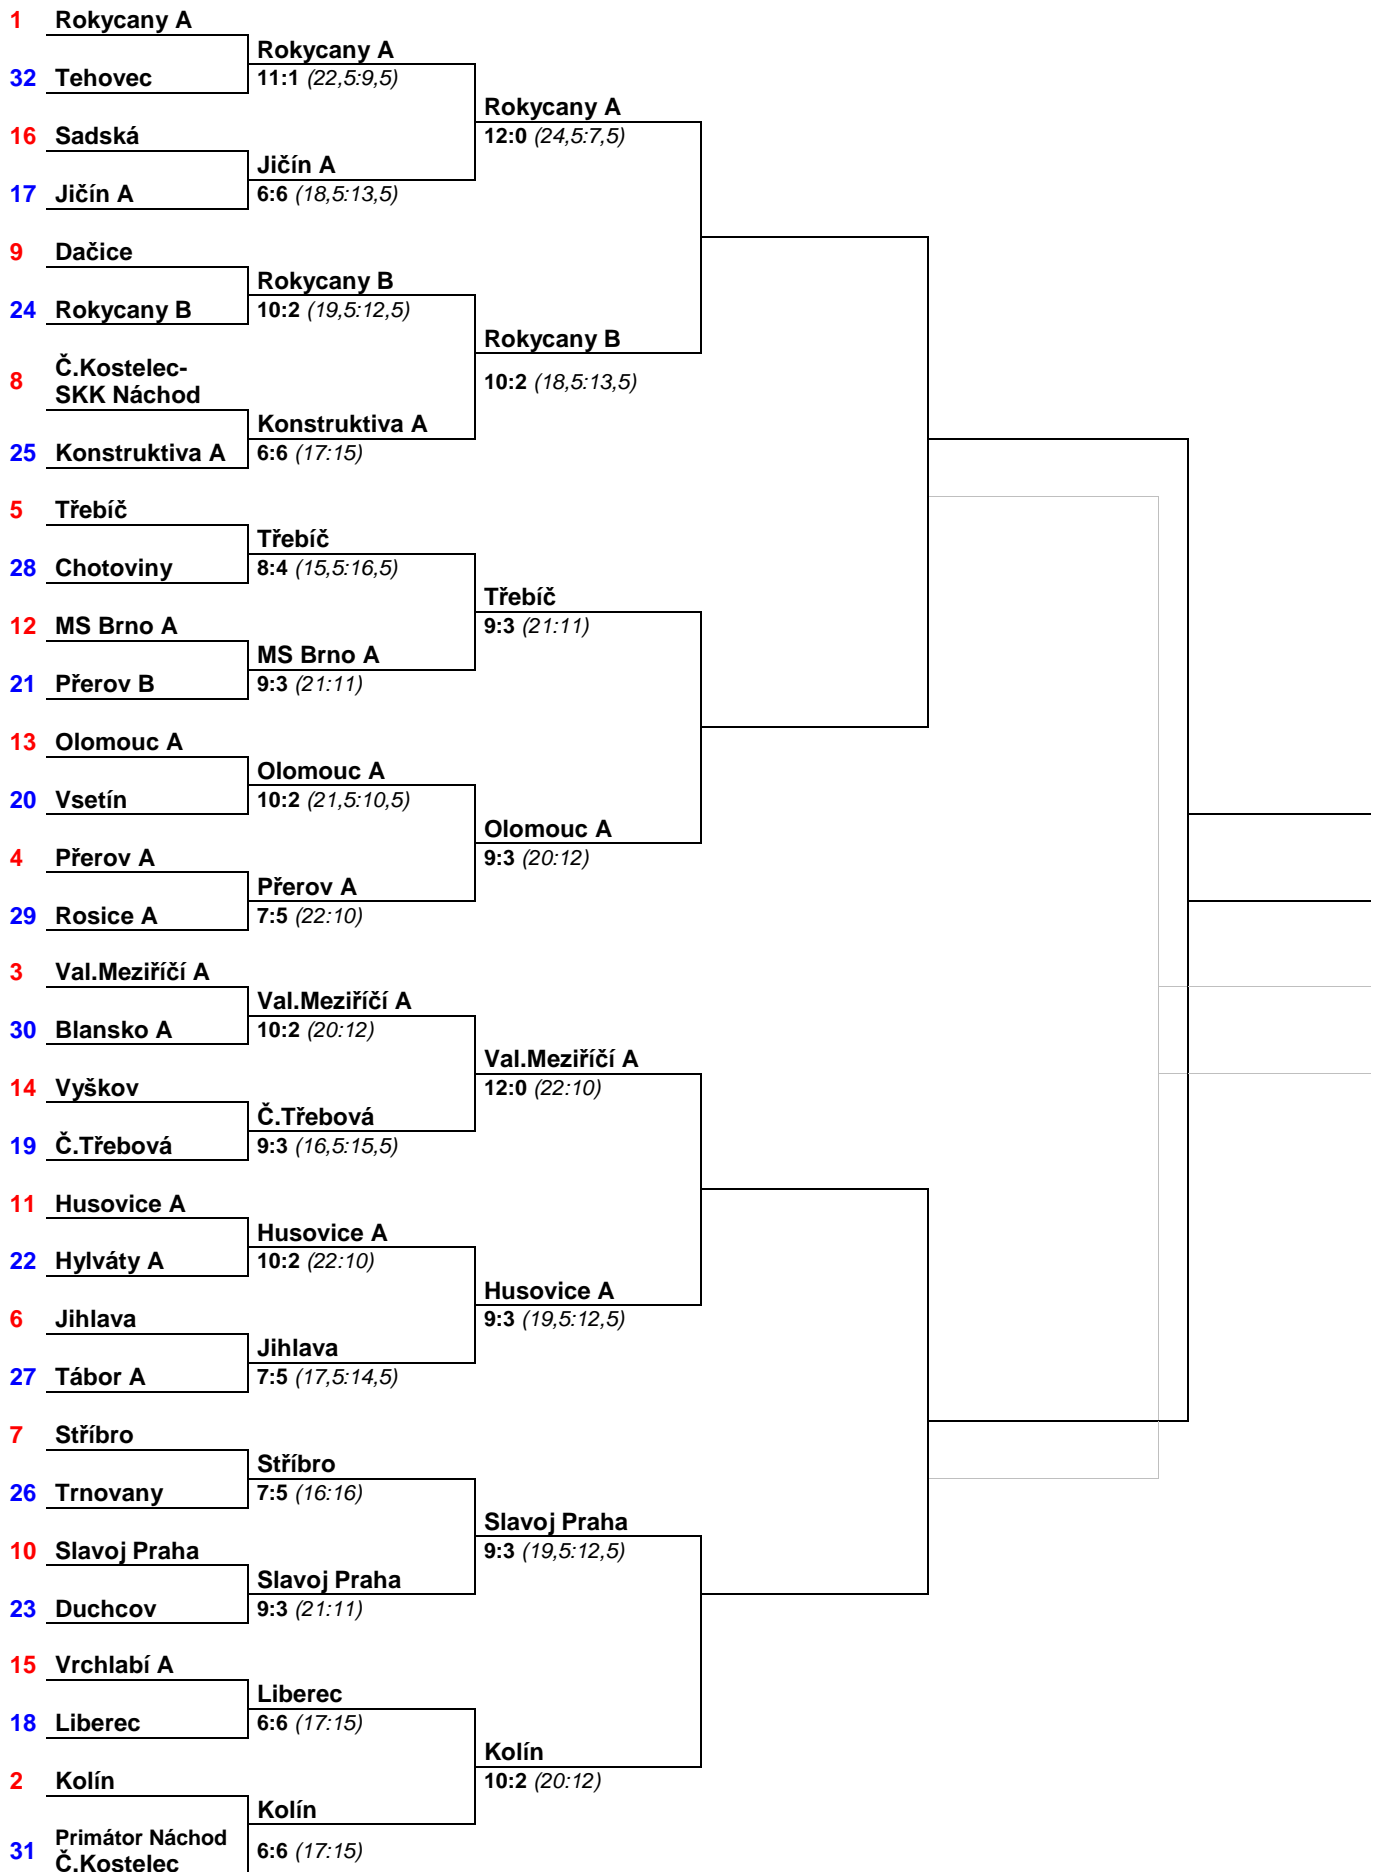 1 Rokycany A
Rokycany A
32 Tehovec
11:1 (22,5:9,5)
Rokycany A
16 Sadská
12:0 (24,5:7,5)
Jičín A
17 Jičín A
6:6 (18,5:13,5)
9 Dačice
Rokycany B
24 Rokycany B
10:2 (19,5:12,5)
Rokycany B
8 Č.Kostelec-
SKK Náchod
10:2 (18,5:13,5)
Konstruktiva A
25 Konstruktiva A
6:6 (17:15)
5 Třebíč
Třebíč
28 Chotoviny
8:4 (15,5:16,5)
Třebíč
12 MS Brno A
9:3 (21:11)
MS Brno A
21 Přerov B
9:3 (21:11)
13 Olomouc A
Olomouc A
20 Vsetín
10:2 (21,5:10,5)
Olomouc A
4 Přerov A
9:3 (20:12)
Přerov A
29 Rosice A
7:5 (22:10)
3 Val.Meziříčí A
Val.Meziříčí A
30 Blansko A
10:2 (20:12)
Val.Meziříčí A
14 Vyškov
12:0 (22:10)
Č.Třebová
19 Č.Třebová
9:3 (16,5:15,5)
11 Husovice A
Husovice A
22 Hylváty A
10:2 (22:10)
Husovice A
6 Jihlava
9:3 (19,5:12,5)
Jihlava
27 Tábor A
7:5 (17,5:14,5)
7 Stříbro
Stříbro
26 Trnovany
7:5 (16:16)
Slavoj Praha
10 Slavoj Praha
9:3 (19,5:12,5)
Slavoj Praha
23 Duchcov
9:3 (21:11)
15 Vrchlabí A
Liberec
18 Liberec
6:6 (17:15)
Kolín
2 Kolín
10:2 (20:12)
Kolín
31 Primátor Náchod
Č.Kostelec
6:6 (17:15)